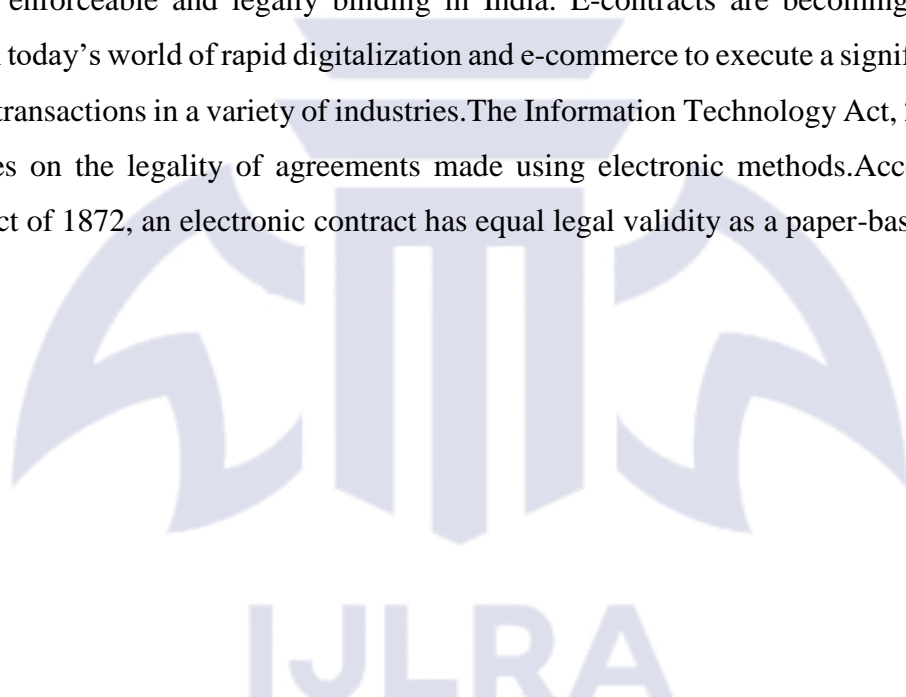 enforceable and legally binding in India. E-contracts are becoming
today’s world of rapid digitalization and e-commerce to execute a signif
transactions in a variety of industries.The Information Technology Act,
es on the legality of agreements made using electronic methods.Acc
ct of 1872, an electronic contract has equal legal validity as a paper-bas
IJLRA